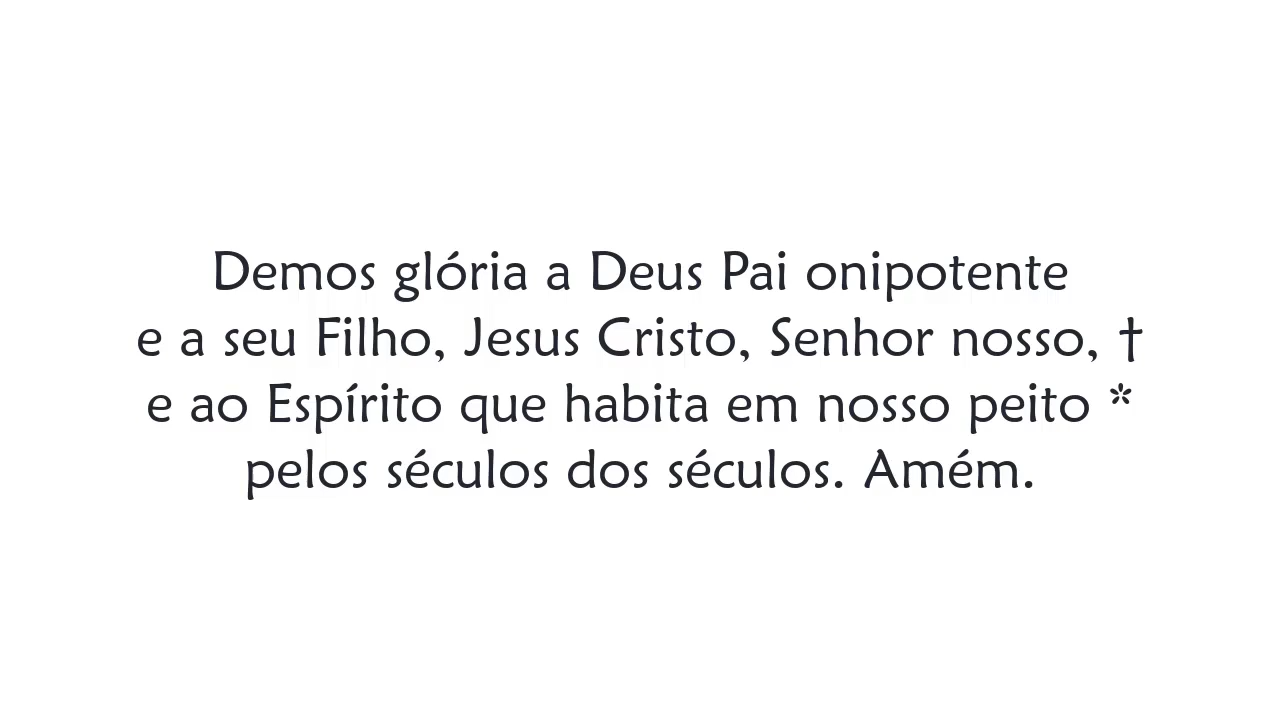 Demos glória a Deus Pai onipotente
e a seu Filho, Jesus Cristo, Senhor nosso, †
e ao Espírito que habita em nosso peito *
pelos séculos dos séculos. Amém.